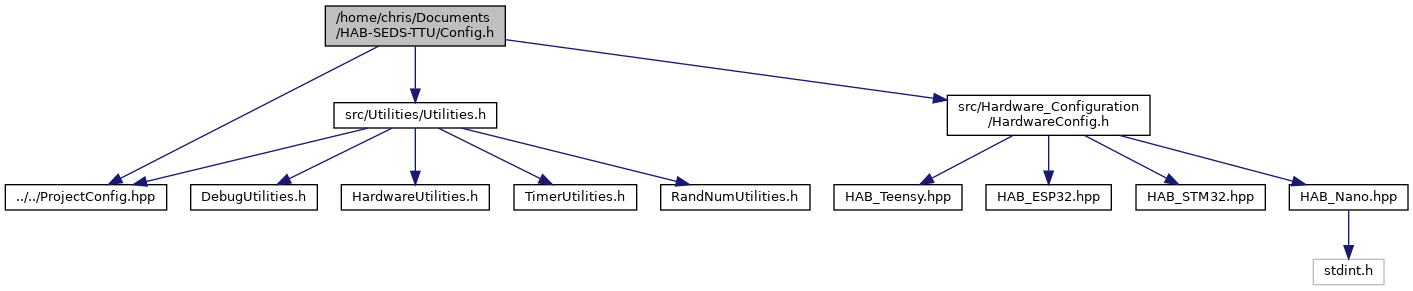 /home/chris/Documents
/HAB-SEDS-TTU/Config.h
src/Utilities/Utilities.h
src/Hardware_Configuration
/HardwareConfig.h
../../ProjectConfig.hpp
DebugUtilities.h
HardwareUtilities.h
TimerUtilities.h
RandNumUtilities.h
HAB_Teensy.hpp
HAB_ESP32.hpp
HAB_STM32.hpp
HAB_Nano.hpp
stdint.h